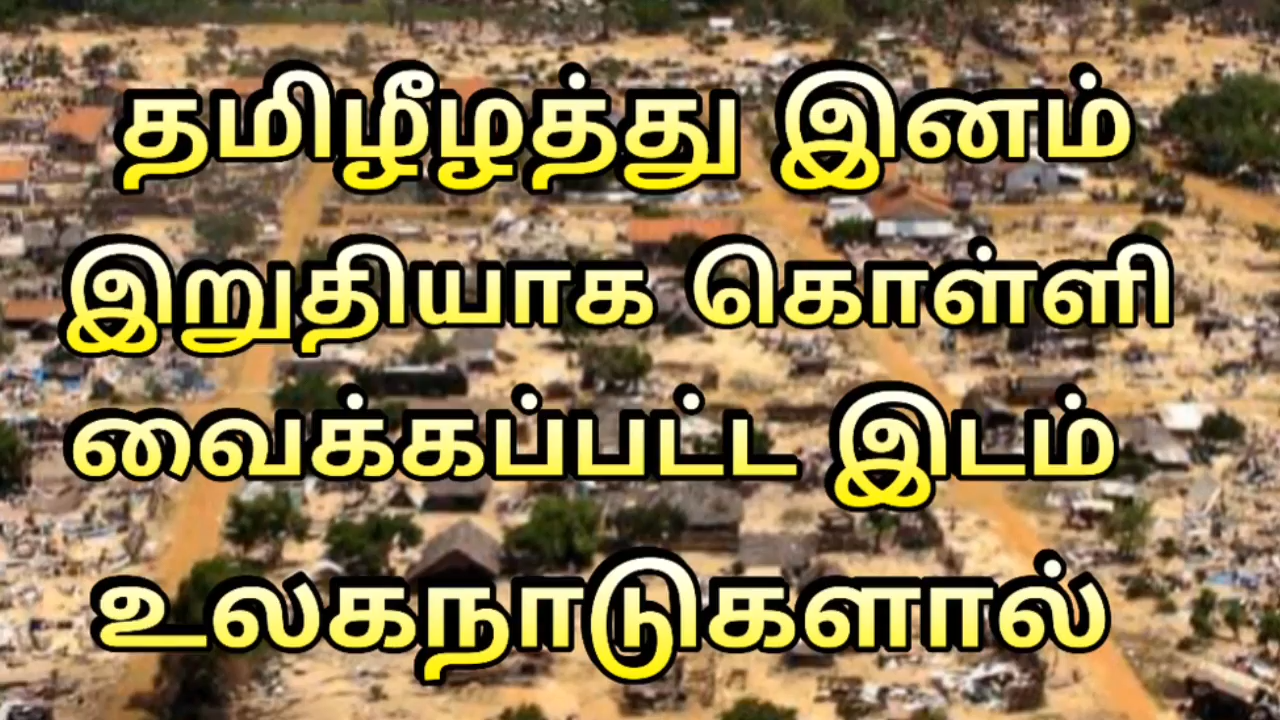 தமிழீழத்து இனம்
இறுதியாக கொள்ளி
வைக்கப்பட்ட இடம்
உலகநாடுகளால்